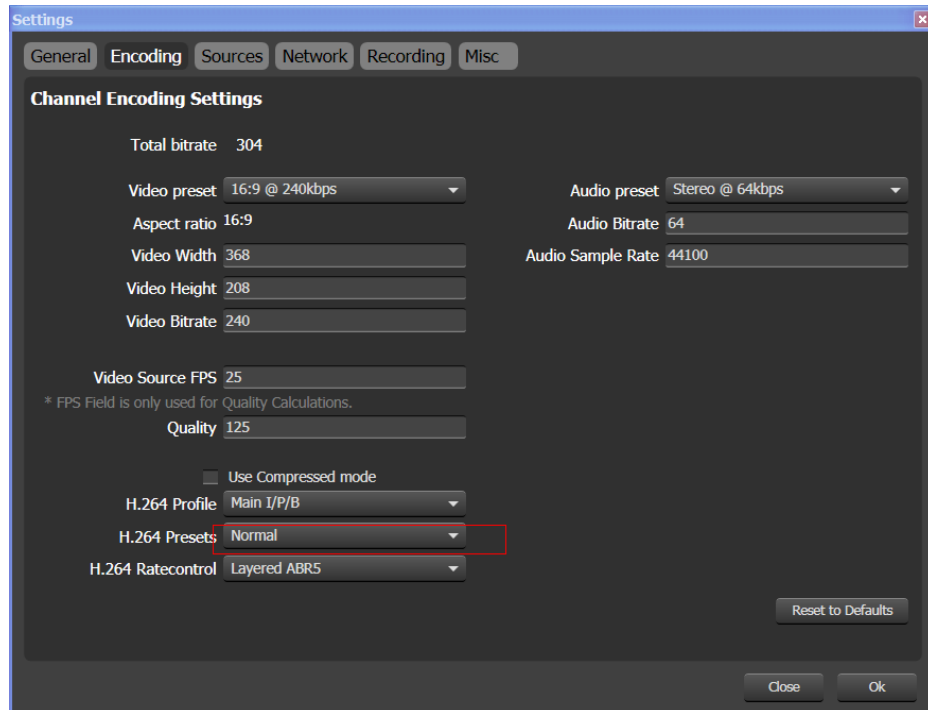 Settings
General Encoding Sources Network Recording Misc
Channel Encoding Settings
Total bitrate 304
Video preset 16:9 @ 240kbps Audio preset Stereo @ 64kbps
Aspect ratio 16:9 Audio Bitrate 64
Video Width 368 Audio Sample Rate 44100
Video Height 208
Video Bitrate 240
Video Source FPS 25
* FPS Field is only used for Quality Calculations.
Quality 125
Use Compressed mode
H.264 Profile Main I/P/B
H.264 Presets Normal
H.264 Ratecontrol Layered ABR5
Reset to Defaults
Close Ok